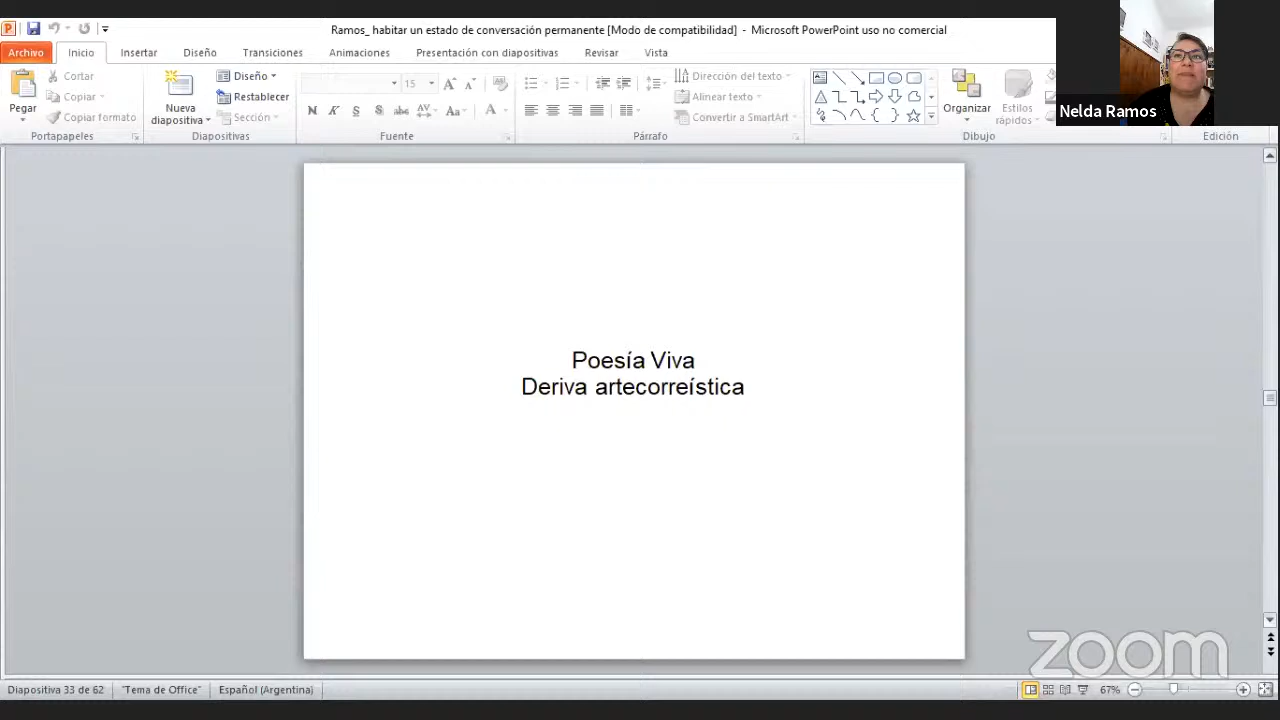 Ramos_ habitar un estado de conversación permanente [Modo de compatibilidad] - Microsoft PowerPoint uso no comercial
Archivo Inicio Insertar Diseño Transiciones Animaciones Presentación con diapositivas Revisar Vista
Pegar
Cortar
Copiar
Copiar formato
Portapapeles
Nueva
diapositiva
Diseño
Restablecer
Sección
Diapositivas
15
Fuente
Dirección del texto
Alinear texto
Convertir a SmartArt
Párrafo
Organizar
Estilos
rápidos
Dibujo
Edición
Nelda Ramos
Poesía Viva
Deriva artecorreística
zoom
Diapositiva 33 de 62 "Tema de Office" Español (Argentina) 67%